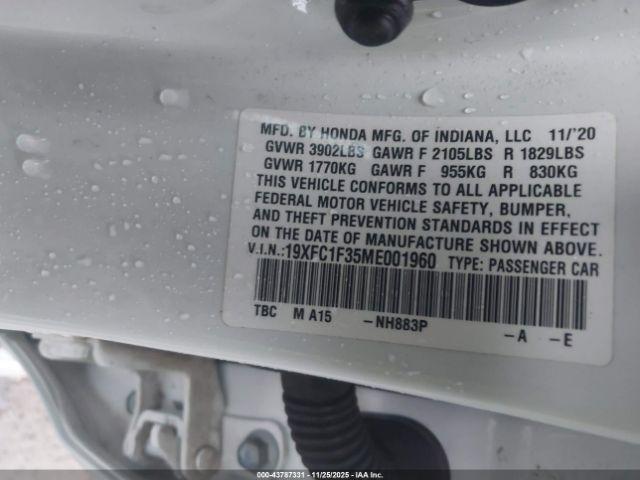 MFD. BY HONDA MFG. OF INDIANA, LLC 11/'20
GVWR 3902LBS GAWR F 2105LBS R 1829LBS
GVWR 1770KG GAWR F 955KG R 830KG
THIS VEHICLE CONFORMS TO ALL APPLICABLE
FEDERAL MOTOR VEHICLE SAFETY, BUMPER,
AND THEFT PREVENTION STANDARDS IN EFFECT
ON THE DATE OF MANUFACTURE SHOWN ABOVE.
V.I.N.:19XFC1F35ME001960 TYPE: PASSENGER CAR
TBC M A15 -NH883P -A -E
000-43787331 - 11/25/2025 - IAA Inc.